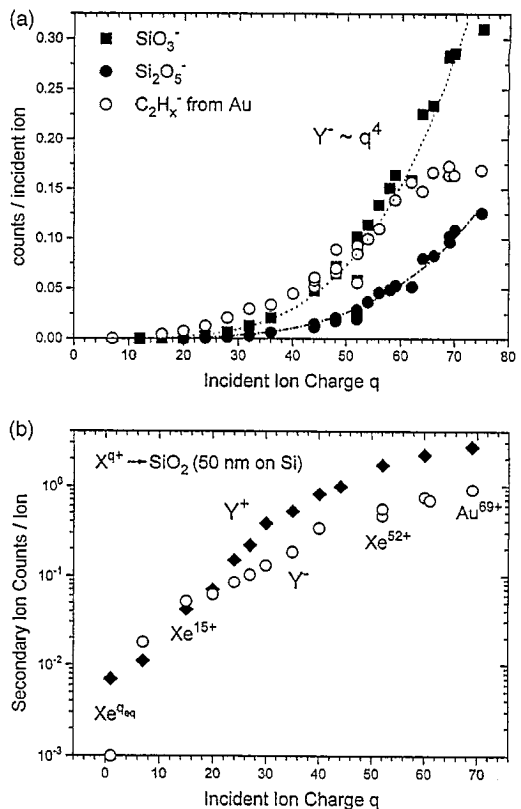 (a)
0.30
0.25
0.20
0.15
0.10
0.05
0.00
counts / incident ion
SiO₃⁻
Si₂O₅⁻
C₂Hₓ⁻ from Au
Y⁻ ~ q⁴
0 10 20 30 40 50 60 70 80
Incident Ion Charge q
(b)
10⁰
10⁻¹
10⁻²
10⁻³
Secondary Ion Counts / Ion
X^q+ → SiO₂ (50 nm on Si)
Y⁺
Au⁶⁹⁺
Xe⁵²⁺
Y⁻
Xe¹⁵⁺
Xe^q_eq
0 10 20 30 40 50 60 70
Incident Ion Charge q